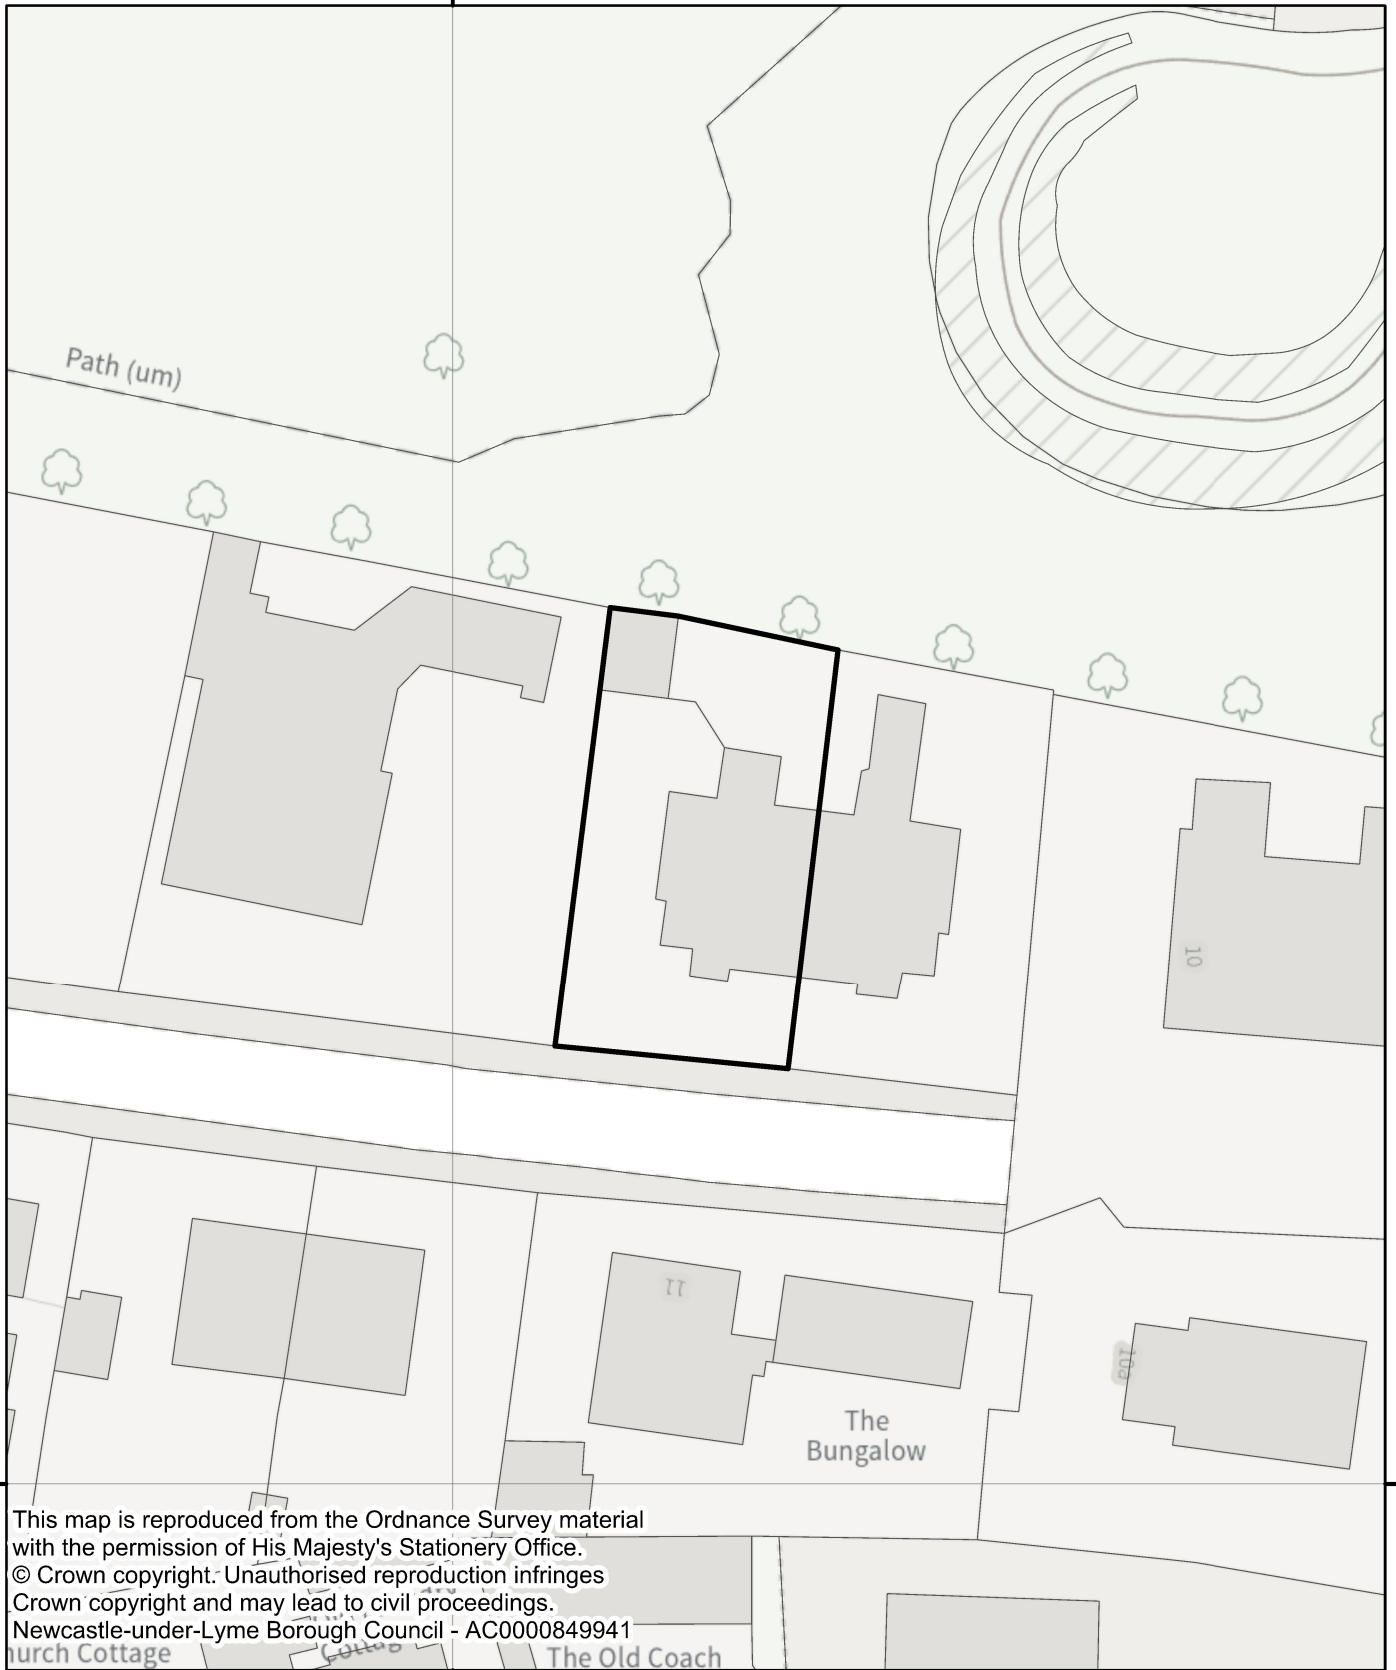 Path (um)
10
11
10a
The
Bungalow
This map is reproduced from the Ordnance Survey material
with the permission of His Majesty's Stationery Office.
© Crown copyright. Unauthorised reproduction infringes
Crown copyright and may lead to civil proceedings.
Newcastle-under-Lyme Borough Council - AC0000849941
Cottage
The Old Coach